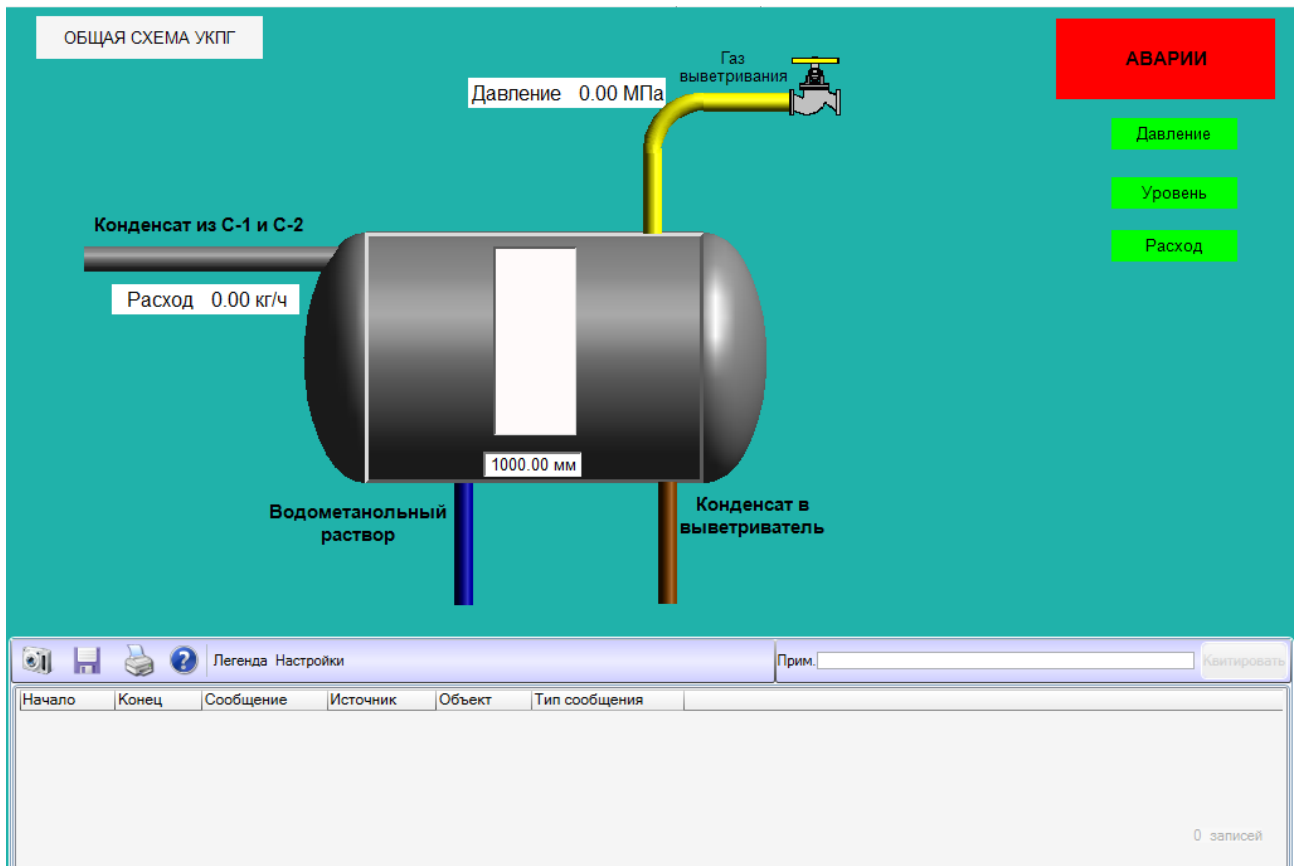 ОБЩАЯ СХЕМА УКПГ
Газ
выветривания
АВАРИИ
Давление 0.00 МПа
Давление
Уровень
Конденсат из С-1 и С-2
Расход
Расход 0.00 кг/ч
1000.00 мм
Водометанольный
раствор
Конденсат в
выветриватель
Легенда Настройки
Прим.
Квитировать
Начало Конец Сообщение Источник Объект Тип сообщения
0 записей